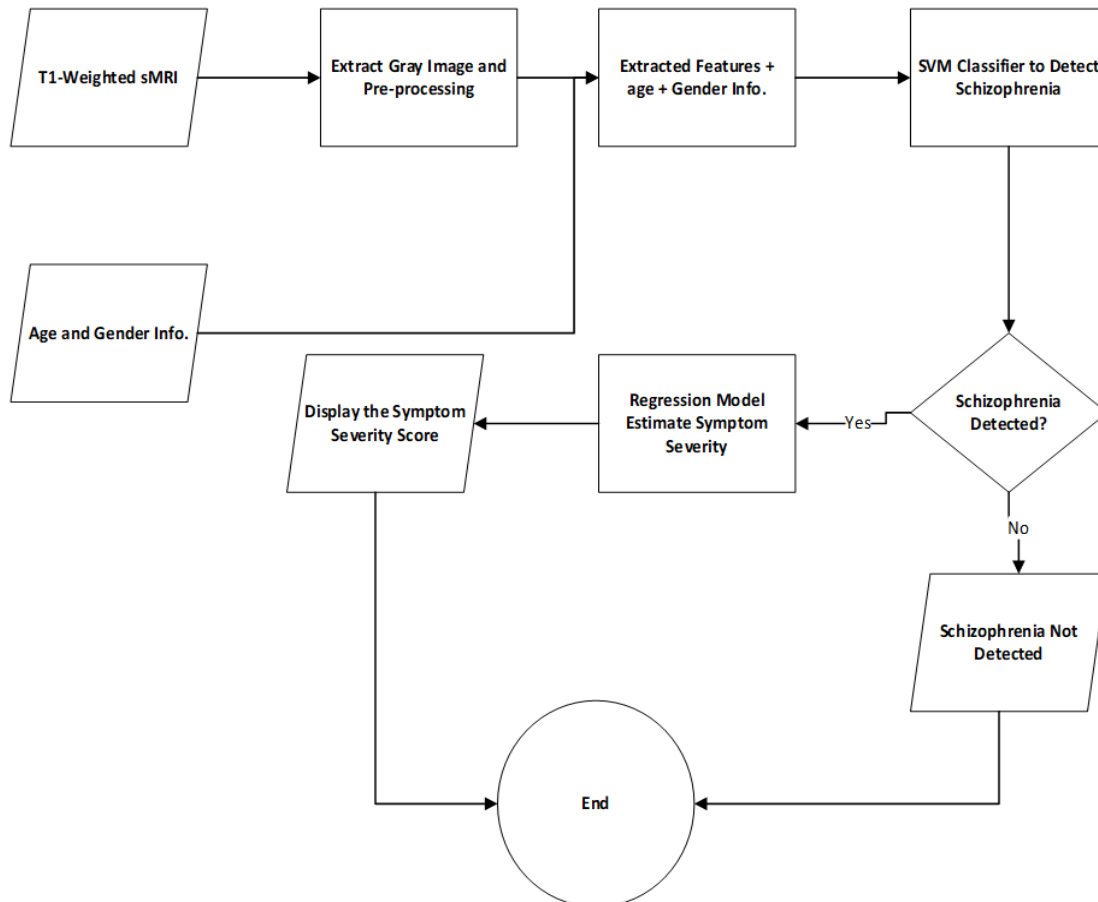 T1-Weighted sMRI
Extract Gray Image and
Pre-processing
Extracted Features +
age + Gender Info.
SVM Classifier to Detect
Schizophrenia
Age and Gender Info.
Display the Symptom
Severity Score
Regression Model
Estimate Symptom
Severity
Yes
Schizophrenia
Detected?
No
Schizophrenia Not
Detected
End